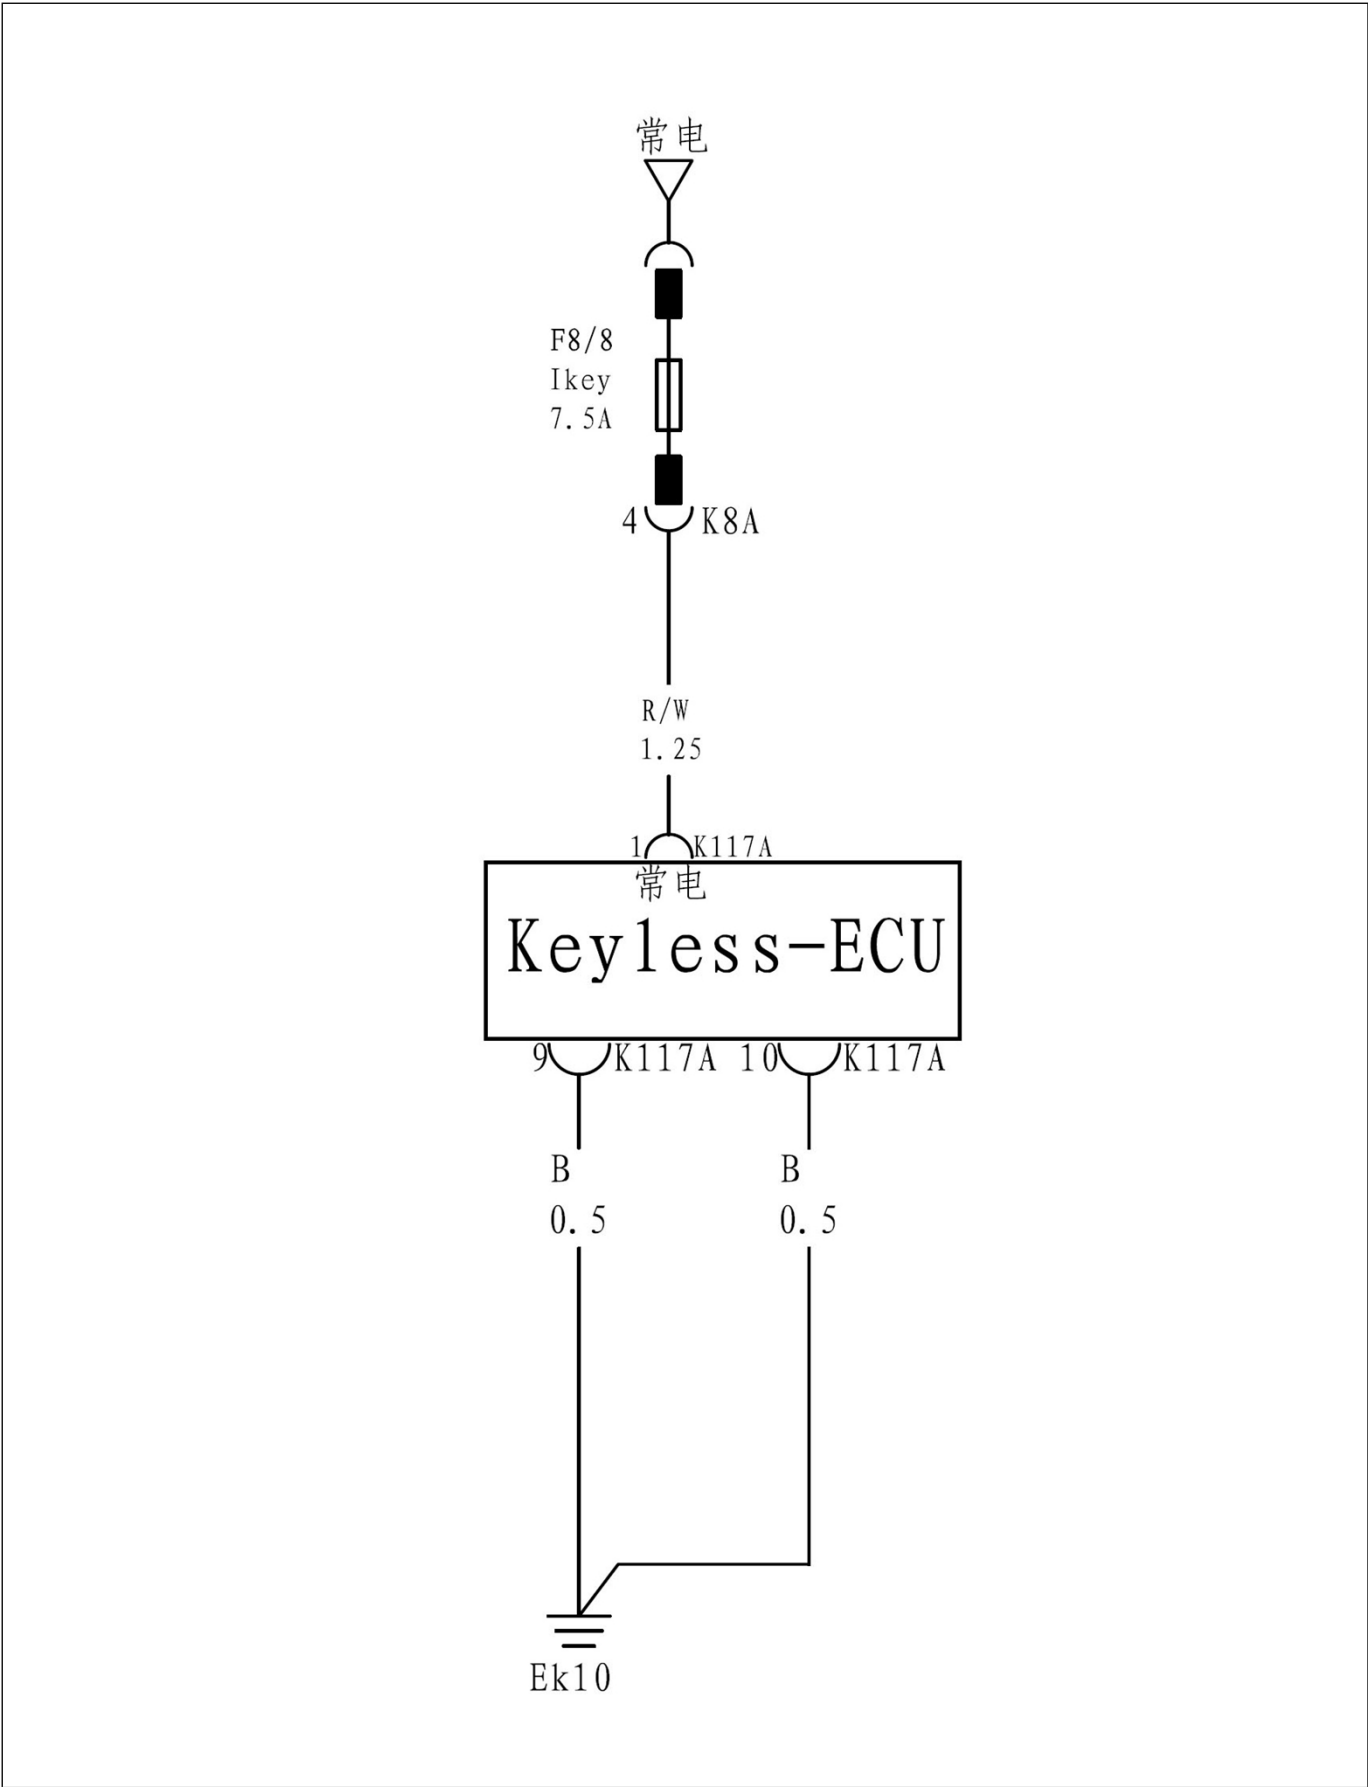 常电
F8/8
Ikey
7.5A
4 K8A
R/W
1.25
1 K117A
常电
Keyless-ECU
9 K117A 10 K117A
B B
0.5 0.5
Ek10